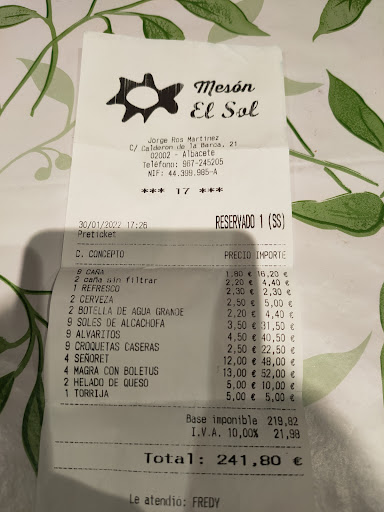 Mesón
El Sol
Jorge Ros Martinez
C/ Calderon de la Barca, 21
02002 - Albacete
Teléfono: 967-245205
NIF: 44.398.985-A
*** 17 ***
30/01/2022 17:26 RESERVADO 1 (SS)
Preticket
C. CONCEPTO PRECIO IMPORTE
9 CAÑA 1,80 € 16,20 €
2 caña sin filtrar 2,20 € 4,40 €
1 REFRESCO 2,30 € 2,30 €
2 CERVEZA 2,50 € 5,00 €
2 BOTELLA DE AGUA GRANDE 2,20 € 4,40 €
9 SOLES DE ALCACHOFA 3,50 € 31,50 €
9 ALVARITOS 4,50 € 40,50 €
9 CROQUETAS CASERAS 2,50 € 22,50 €
4 SEÑORET 12,00 € 48,00 €
4 MAGRA CON BOLETUS 13,00 € 52,00 €
2 HELADO DE QUESO 5,00 € 10,00 €
1 TORRIJA 5,00 € 5,00 €
Base imponible 219,82
I.V.A. 10,00% 21,98
Total: 241,80 €
Le atendio: FREDY